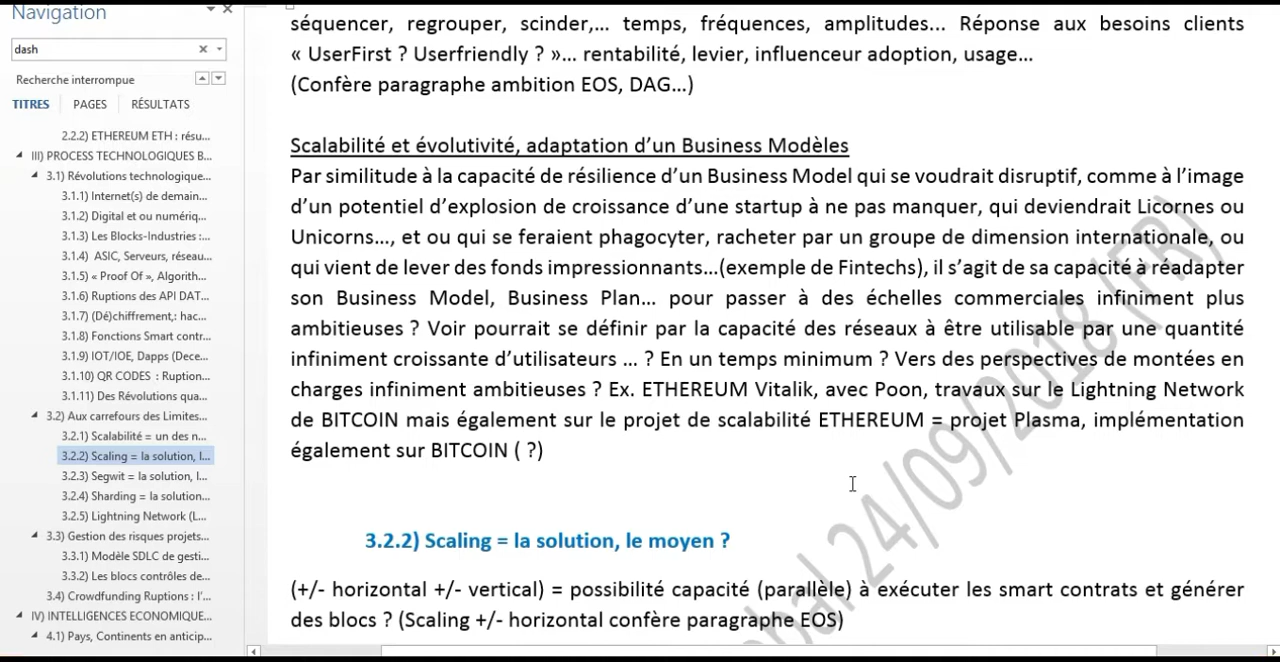 Navigation
dash
Recherche interrompue
TITRES PAGES RÉSULTATS
2.2.2) ETHEREUM ETH : résu...
III) PROCESS TECHNOLOGIQUES B...
3.1) Révolutions technologique...
3.1.1) Internet(s) de demain...
3.1.2) Digital et ou numériq...
3.1.3) Les Blocks-Industries :...
3.1.4) ASIC, Serveurs, réseau...
3.1.5) « Proof Of », Algorith...
3.1.6) Ruptions des API DAT...
3.1.7) (Dé)chiffrement,: hac...
3.1.8) Fonctions Smart contr...
3.1.9) IOT/IOE, Dapps (Dece...
3.1.10) QR CODES : Ruption...
3.1.11) Des Révolutions qua...
3.2) Aux carrefours des Limites...
3.2.1) Scalabilité = un des n...
3.2.2) Scaling = la solution, l...
3.2.3) Segwit = la solution, l...
3.2.4) Sharding = la solution...
3.2.5) Lightning Network (L...
3.3) Gestion des risques projets...
3.3.1) Modèle SDLC de gesti...
3.3.2) Les blocs contrôles de...
3.4) Crowdfunding Ruptions : l'...
IV) INTELLIGENCES ECONOMIQUE...
4.1) Pays, Continents en anticip...
séquencer, regrouper, scinder,... temps, fréquences, amplitudes... Réponse aux besoins clients
« UserFirst ? Userfriendly ? »... rentabilité, levier, influenceur adoption, usage...
(Confère paragraphe ambition EOS, DAG...)
Scalabilité et évolutivité, adaptation d'un Business Modèles
Par similitude à la capacité de résilience d'un Business Model qui se voudrait disruptif, comme à l'image
d'un potentiel d'explosion de croissance d'une startup à ne pas manquer, qui deviendrait Licornes ou
Unicorns..., et ou qui se feraient phagocyter, racheter par un groupe de dimension internationale, ou
qui vient de lever des fonds impressionnants...(exemple de Fintechs), il s'agit de sa capacité à réadapter
son Business Model, Business Plan... pour passer à des échelles commerciales infiniment plus
ambitieuses ? Voir pourrait se définir par la capacité des réseaux à être utilisable par une quantité
infiniment croissante d'utilisateurs ... ? En un temps minimum ? Vers des perspectives de montées en
charges infiniment ambitieuses ? Ex. ETHEREUM Vitalik, avec Poon, travaux sur le Lightning Network
de BITCOIN mais également sur le projet de scalabilité ETHEREUM = projet Plasma, implémentation
également sur BITCOIN ( ?)
3.2.2) Scaling = la solution, le moyen ?
(+/- horizontal +/- vertical) = possibilité capacité (parallèle) à exécuter les smart contrats et générer
des blocs ? (Scaling +/- horizontal confère paragraphe EOS)
24/09/2018 (FR)